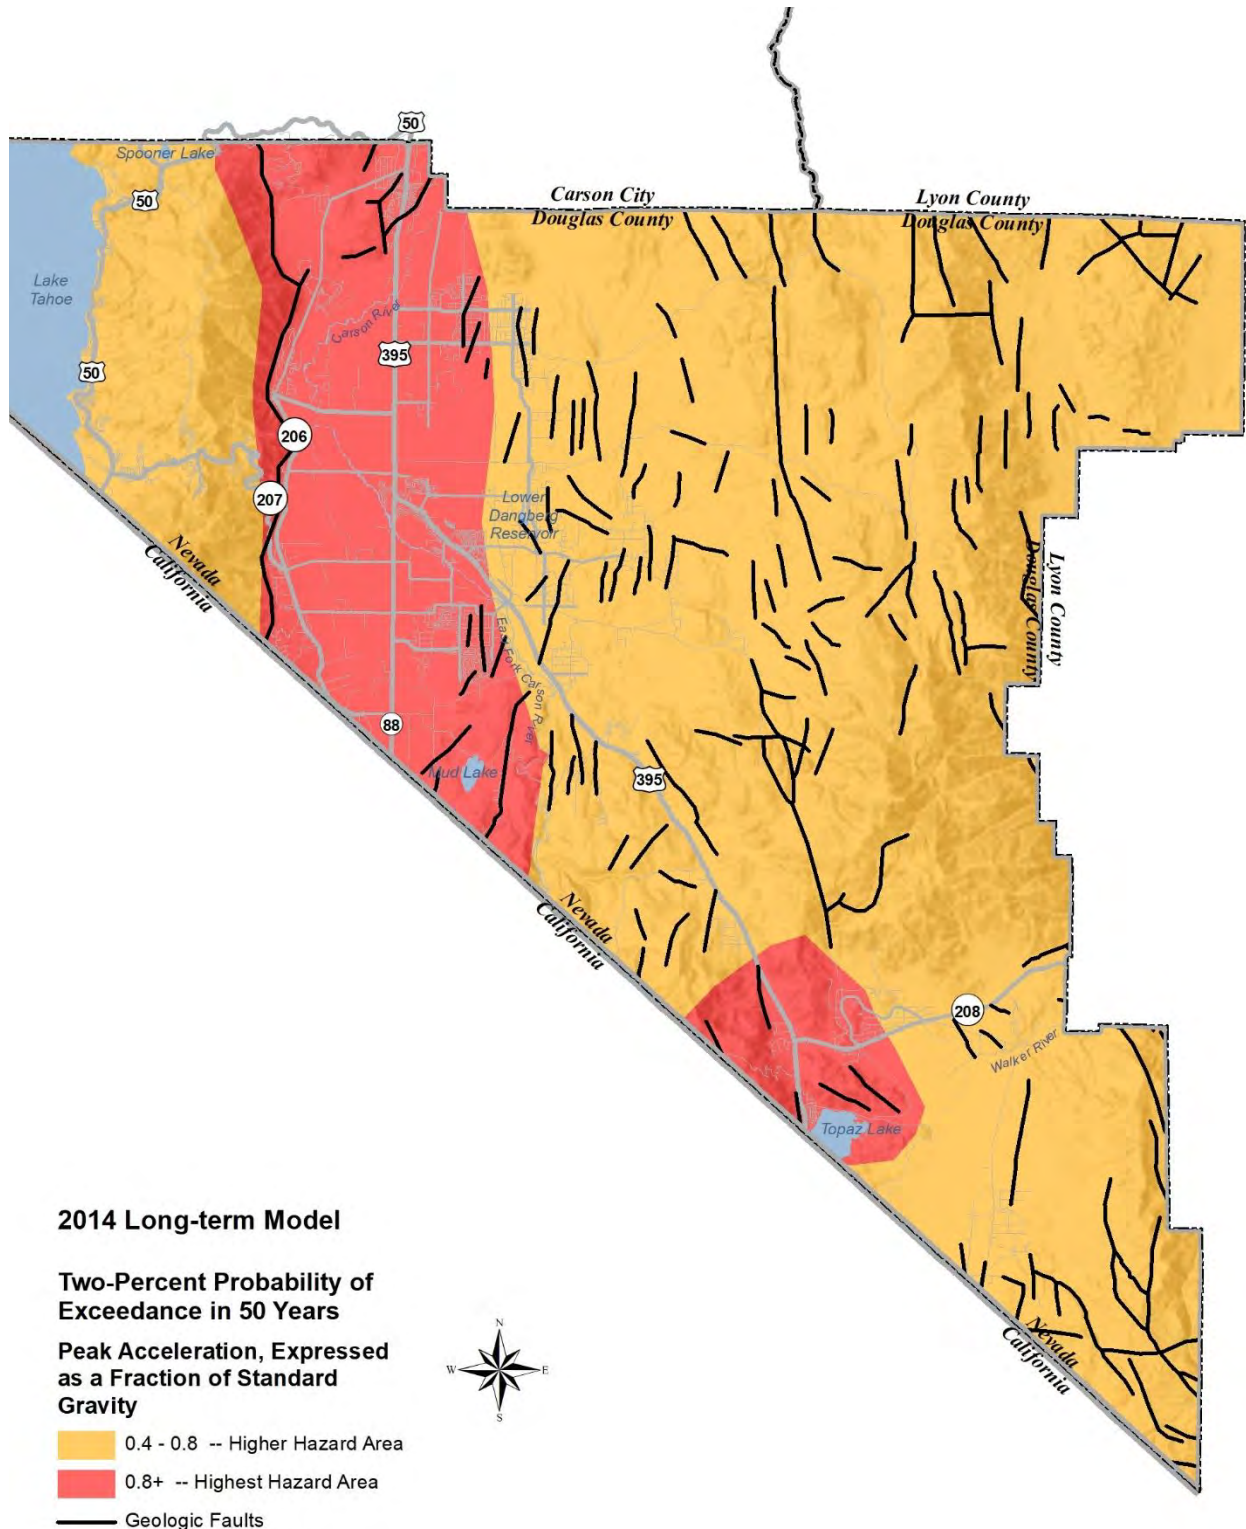 50
Spooner Lake
50
Carson City
Douglas County
Lyon County
Douglas County
Lake
Tahoe
Carson River
395
50
206
207
Lower
Dangberg
Reservoir
Nevada
California
Lyon County
Douglas County
East Fork Carson River
88
Mud Lake
395
Nevada
California
208
Walker River
Topaz Lake
2014 Long-term Model
Two-Percent Probability of
Exceedance in 50 Years
Peak Acceleration, Expressed
as a Fraction of Standard
Gravity
N
W E
S
0.4 - 0.8 -- Higher Hazard Area
0.8+ -- Highest Hazard Area
Geologic Faults
Nevada
California